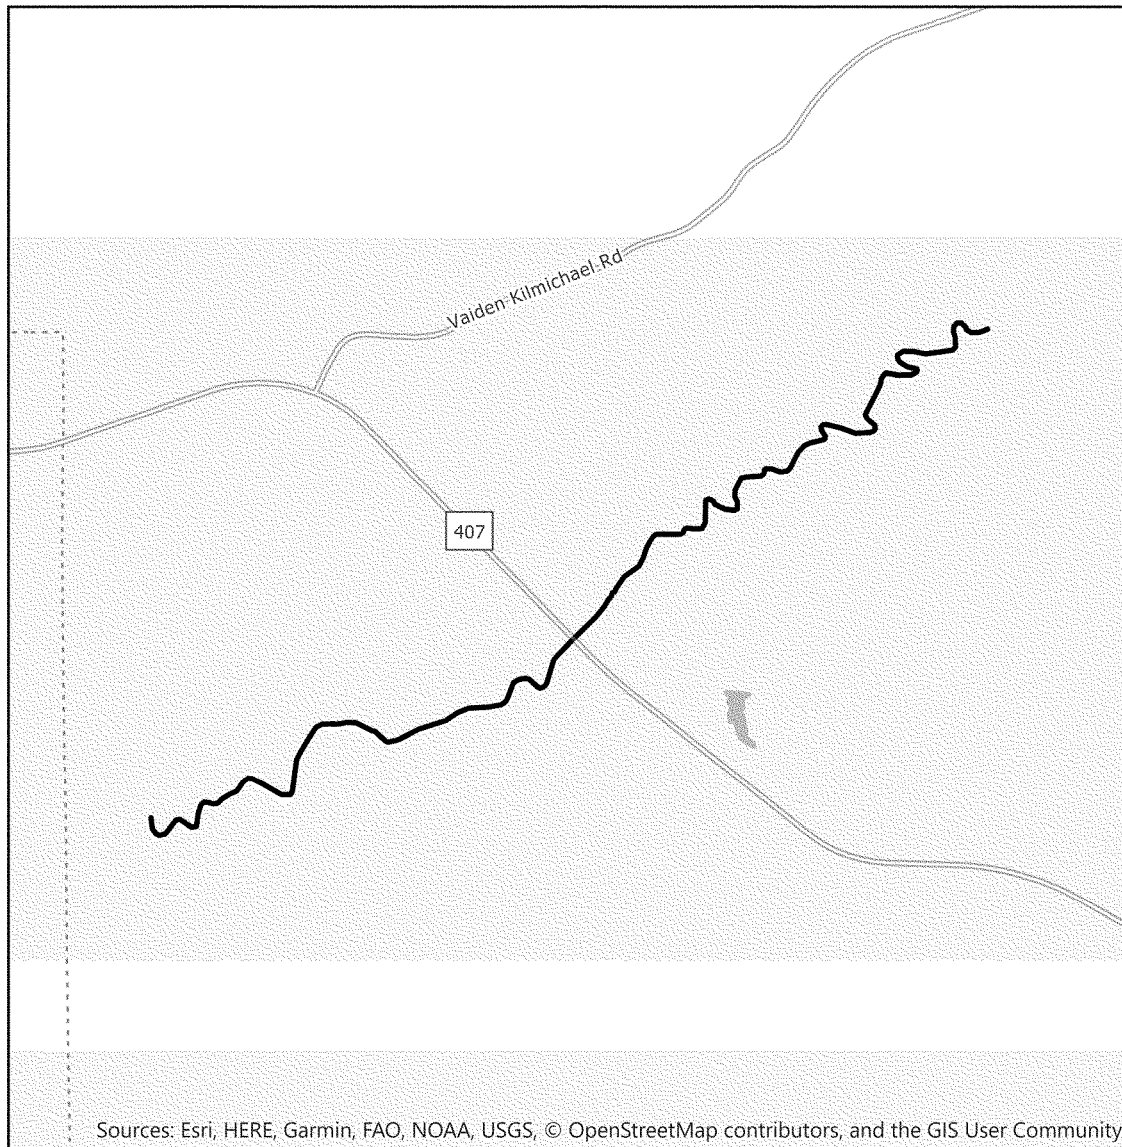 Vaiden-Kilmichael-Rd
407
Sources: Esri, HERE, Garmin, FAO, NOAA, USGS, © OpenStreetMap contributors, and the GIS User Community